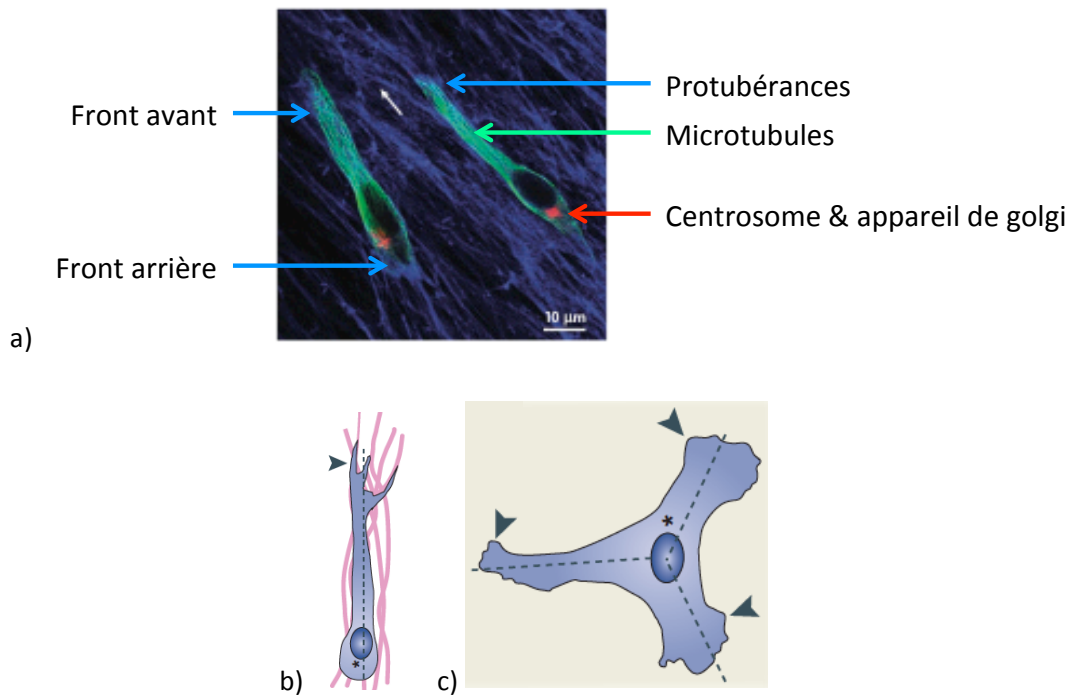 Front avant
Protubérances
Microtubules
Centrosome & appareil de golgi
Front arrière
10 µm
a)
*
*
b)
c)